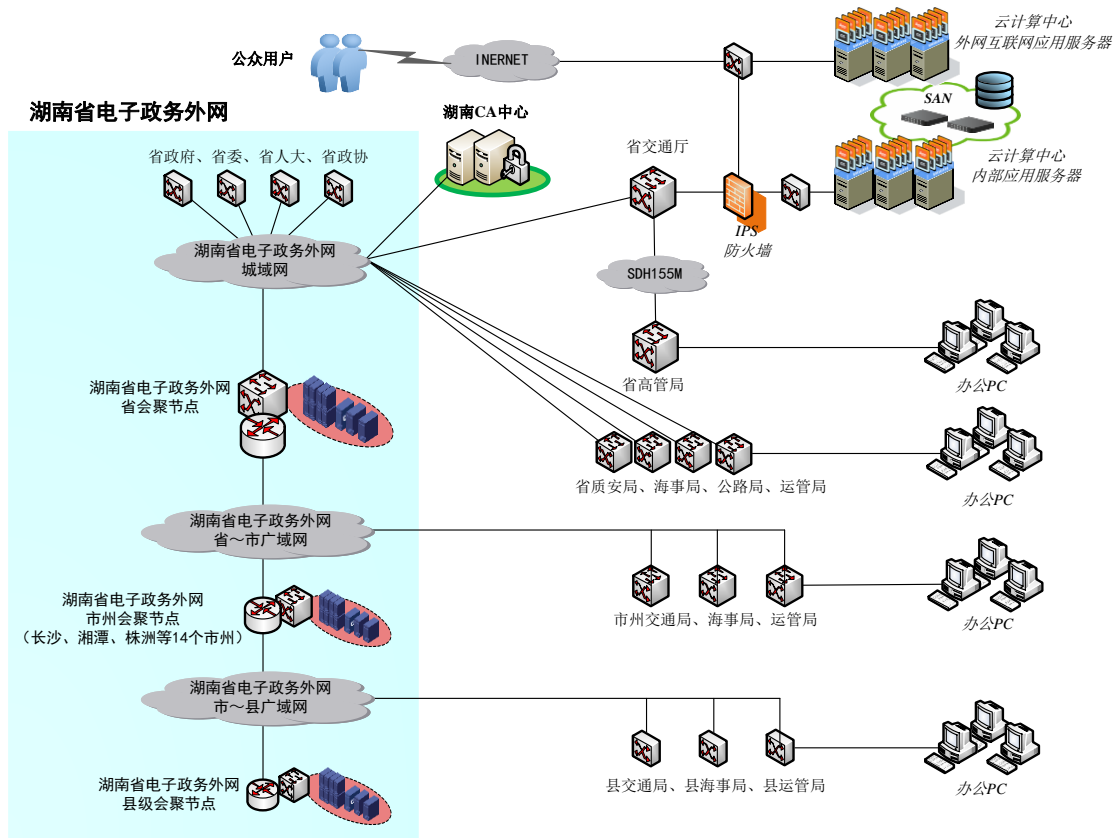 公众用户
INERNET
云计算中心
外网互联网应用服务器
SAN
湖南省电子政务外网
湖南CA中心
省政府、省委、省人大、省政协
省交通厅
云计算中心
内部应用服务器
IPS
防火墙
湖南省电子政务外网
城域网
SDH155M
省高管局
办公PC
湖南省电子政务外网
省会聚节点
省质安局、海事局、公路局、运管局
办公PC
湖南省电子政务外网
省～市广域网
湖南省电子政务外网
市州会聚节点
（长沙、湘潭、株洲等14个市州）
市州交通局、海事局、运管局
办公PC
湖南省电子政务外网
市～县广域网
湖南省电子政务外网
县级会聚节点
县交通局、县海事局、县运管局
办公PC